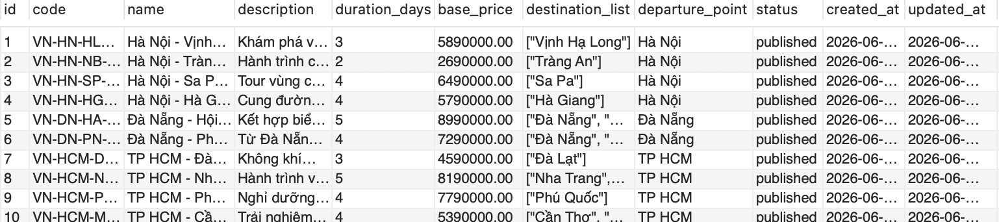 id code name description duration_days base_price destination_list departure_point status created_at updated_at
1 VN-HN-HL... Hà Nội - Vịnh... Khám phá v... 3 5890000.00 ["Vịnh Hạ Long"] Hà Nội published 2026-06-... 2026-06-...
2 VN-HN-NB-... Hà Nội - Tràn... Hành trình c... 2 2690000.00 ["Tràng An"] Hà Nội published 2026-06-... 2026-06-...
3 VN-HN-SP-... Hà Nội - Sa P... Tour vùng c... 4 6490000.00 ["Sa Pa"] Hà Nội published 2026-06-... 2026-06-...
4 VN-HN-HG... Hà Nội - Hà G... Cung đườn... 4 5790000.00 ["Hà Giang"] Hà Nội published 2026-06-... 2026-06-...
5 VN-DN-HA-... Đà Nẵng - Hội... Kết hợp biể... 5 8990000.00 ["Đà Nẵng", "... Đà Nẵng published 2026-06-... 2026-06-...
6 VN-DN-PN-... Đà Nẵng - Ph... Từ Đà Nẵn... 4 7290000.00 ["Đà Nẵng", "... Đà Nẵng published 2026-06-... 2026-06-...
7 VN-HCM-D... TP HCM - Đà... Không khí... 3 4590000.00 ["Đà Lạt"] TP HCM published 2026-06-... 2026-06-...
8 VN-HCM-N... TP HCM - Nh... Hành trình v... 5 8190000.00 ["Nha Trang",... TP HCM published 2026-06-... 2026-06-...
9 VN-HCM-P... TP HCM - Ph... Nghỉ dưỡng... 4 7790000.00 ["Phú Quốc"] TP HCM published 2026-06-... 2026-06-...
10 VN-HCM-M... TP HCM - Cầ... Trải nghiệm... 4 5390000.00 ["Cần Thơ", "... TP HCM published 2026-06-... 2026-06-...